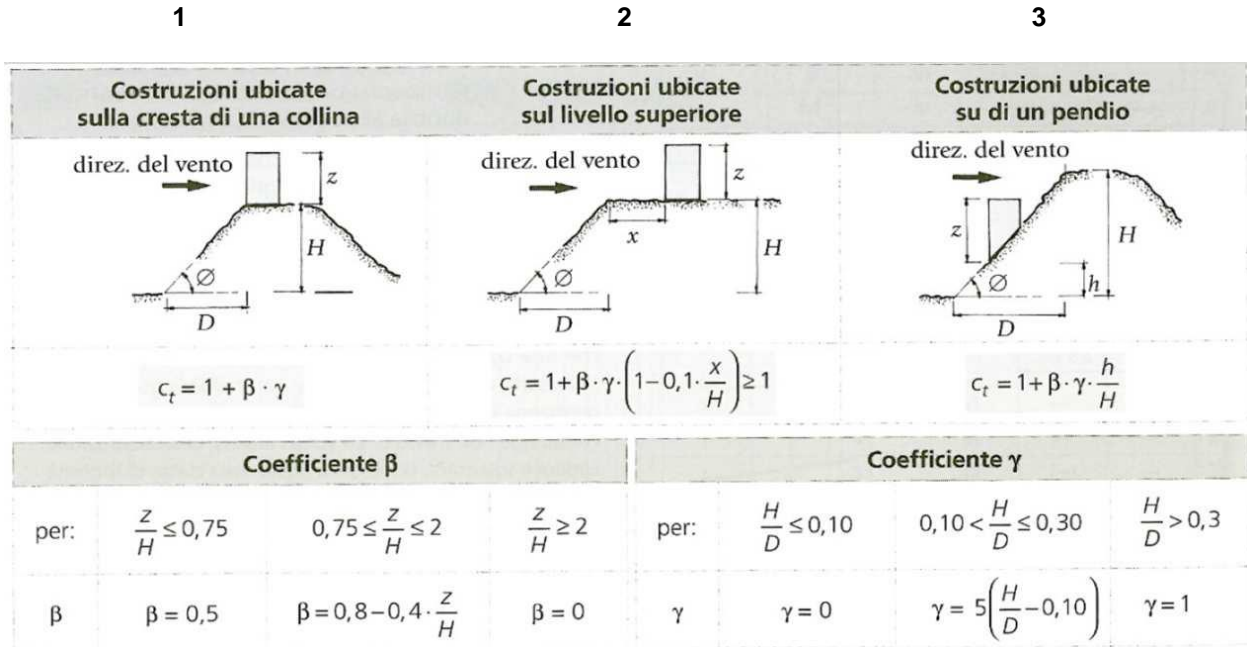 1 2 3
Costruzioni ubicate sulla cresta di una collina
Costruzioni ubicate sul livello superiore
Costruzioni ubicate su di un pendio
direz. del vento
z
H
Ø
D
direz. del vento
z
x
H
Ø
D
direz. del vento
z
H
h
Ø
D
c_t = 1 + β · γ
c_t = 1 + β · γ · (1 − 0,1 · x/H) ≥ 1
c_t = 1 + β · γ · h/H
Coefficiente β
Coefficiente γ
per: z/H ≤ 0,75 0,75 ≤ z/H ≤ 2 z/H ≥ 2
per: H/D ≤ 0,10 0,10 < H/D ≤ 0,30 H/D > 0,3
β β = 0,5 β = 0,8 − 0,4 · z/H β = 0
γ γ = 0 γ = 5(H/D − 0,10) γ = 1